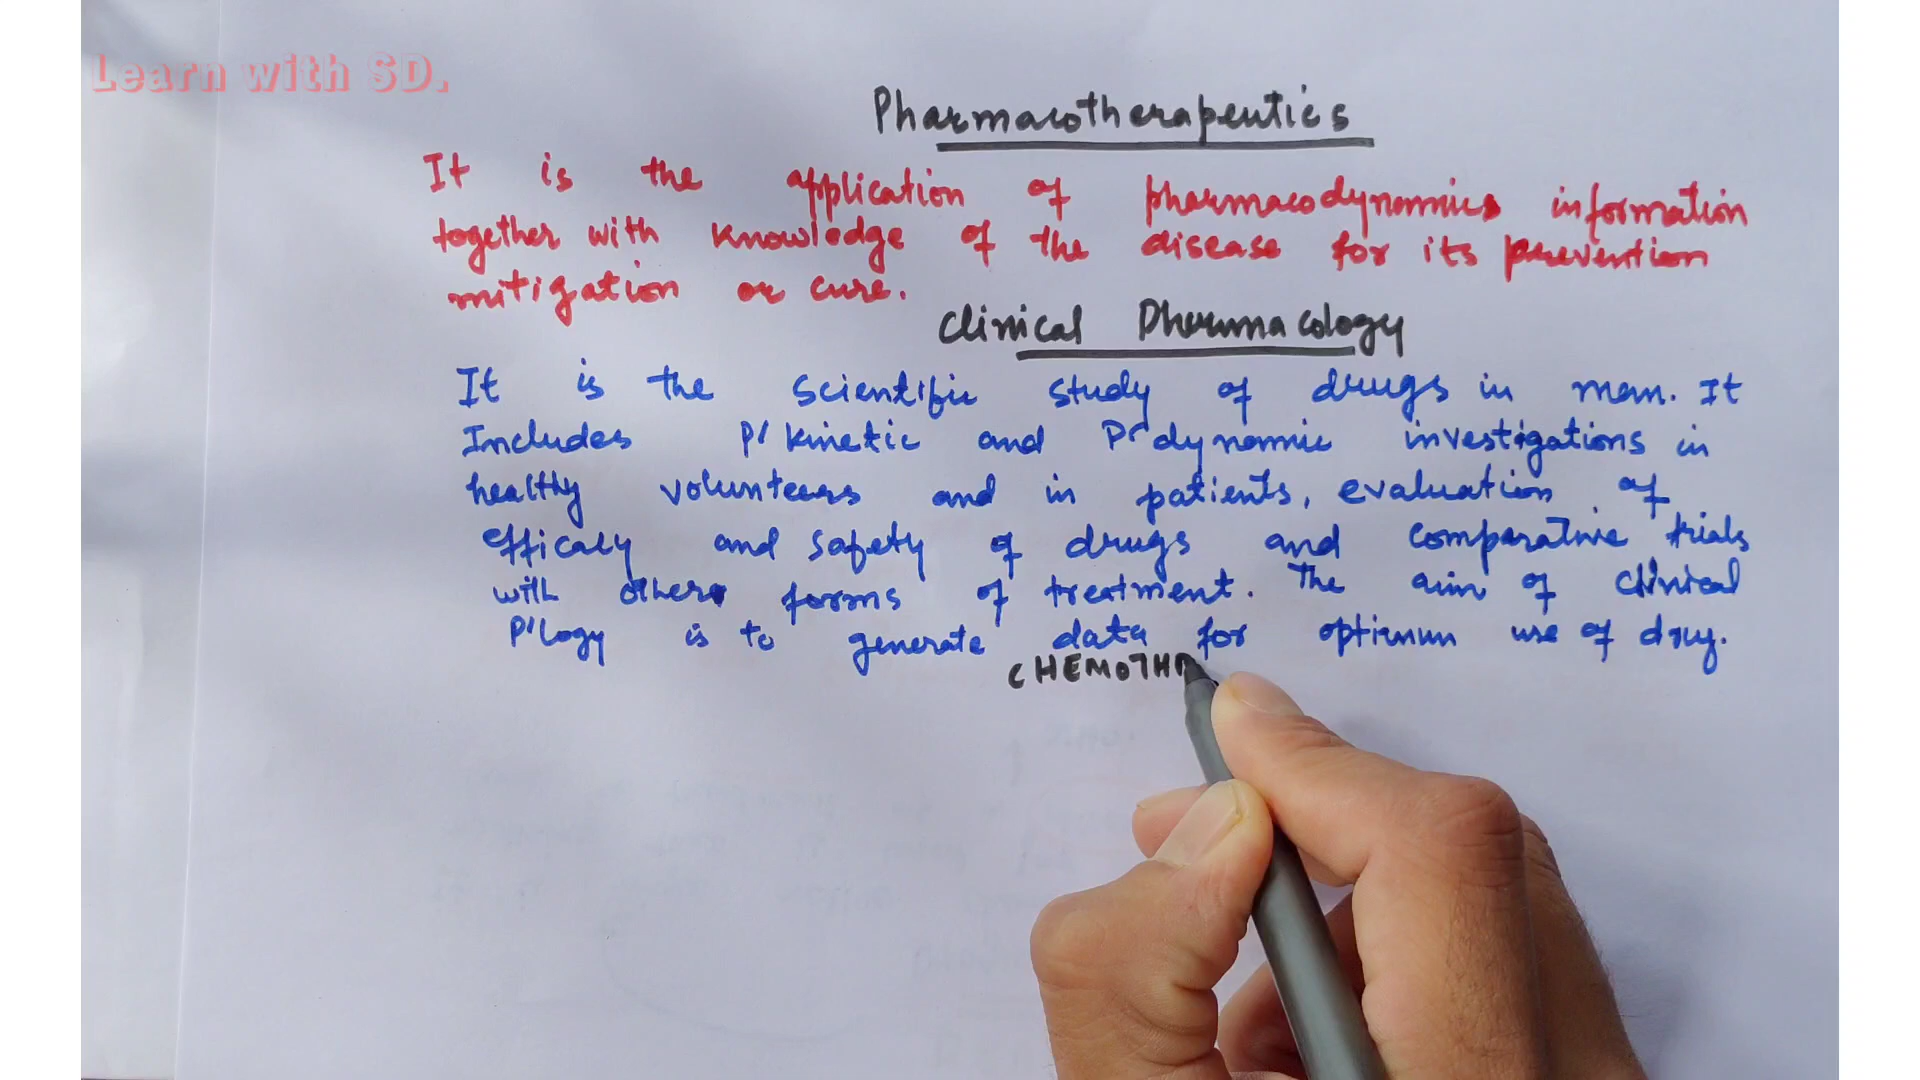 Learn with SD.
Pharmacotherapeutics
It is the application of pharmacodynamics information
together with knowledge of the disease for its prevention
mitigation or cure.
Clinical Pharmacology
It is the scientific study of drugs in man. It
Includes P'kinetic and P'dynamic investigations in
healthy volunteers and in patients, evaluation of
efficacy and safety of drugs and comparative trials
with others forms of treatment. The aim of clinical
P'logy is to generate data for optimum use of drug.
CHEMOTH